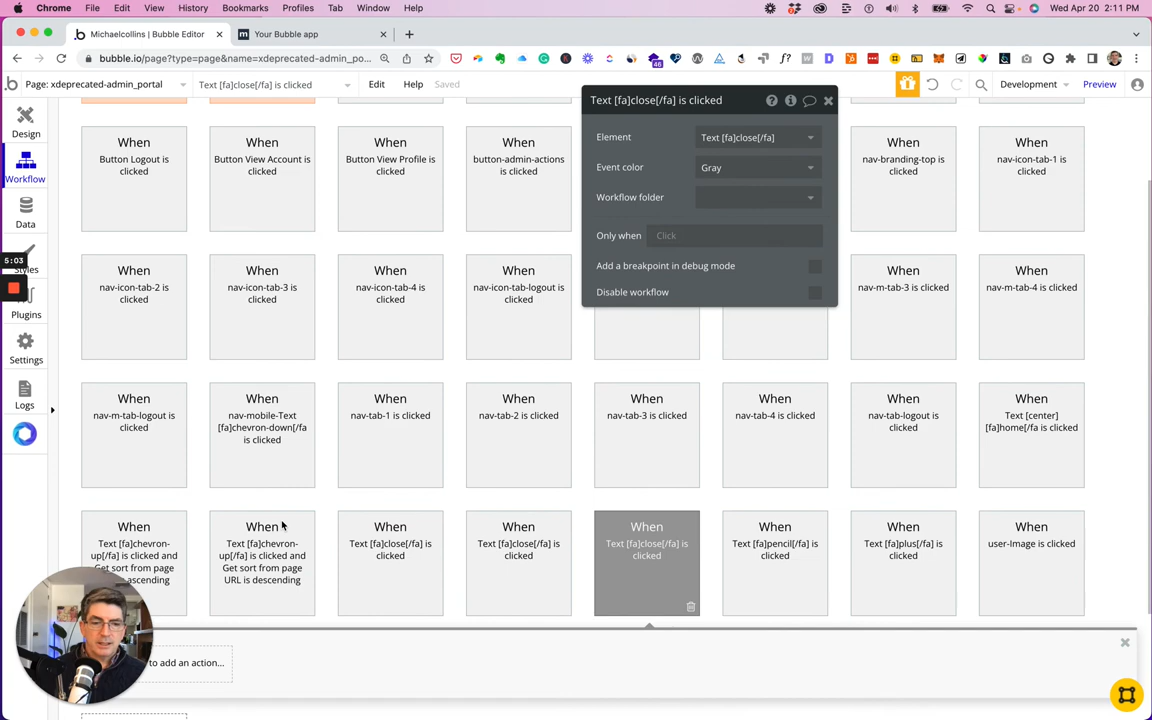 Chrome File Edit View History Bookmarks Profiles Tab Window Help
Wed Apr 20 2:11 PM
Michaelcollins | Bubble Editor
Your Bubble app
bubble.io/page?type=page&name=xdeprecated-admin_po...
46
Page: xdeprecated-admin_portal
Text [fa]close[/fa] is clicked
Edit
Help
Saved
Development
Preview
Design
Workflow
Data
Styles
Plugins
Settings
Logs
5:03
Text [fa]close[/fa] is clicked
Element
Text [fa]close[/fa]
Event color
Gray
Workflow folder
Only when
Click
Add a breakpoint in debug mode
Disable workflow
When
Button Logout is
clicked
When
Button View Account is
clicked
When
Button View Profile is
clicked
When
button-admin-actions
is clicked
When
nav-branding-top is
clicked
When
nav-icon-tab-1 is
clicked
When
nav-icon-tab-2 is
clicked
When
nav-icon-tab-3 is
clicked
When
nav-icon-tab-4 is
clicked
When
nav-icon-tab-logout is
clicked
When
nav-m-tab-3 is clicked
When
nav-m-tab-4 is clicked
When
nav-m-tab-logout is
clicked
When
nav-mobile-Text
[fa]chevron-down[/fa
is clicked
When
nav-tab-1 is clicked
When
nav-tab-2 is clicked
When
nav-tab-3 is clicked
When
nav-tab-4 is clicked
When
nav-tab-logout is
clicked
When
Text [center]
[fa]home[/fa is clicked
When
Text [fa]chevron-
up[/fa] is clicked and
Get sort from page
ascending
When
Text [fa]chevron-
up[/fa] is clicked and
Get sort from page
URL is descending
When
Text [fa]close[/fa] is
clicked
When
Text [fa]close[/fa] is
clicked
When
Text [fa]close[/fa] is
clicked
When
Text [fa]pencil[/fa] is
clicked
When
Text [fa]plus[/fa] is
clicked
When
user-Image is clicked
to add an action...